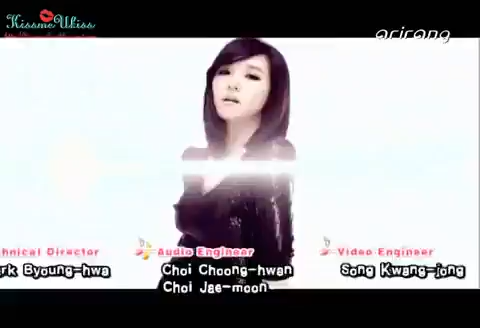 KissmeUkiss
arirang
hnical Director
Audio Engineer
Video Engineer
rk Byoung-hwa
Choi Choong-hwan
Song Kwang-jong
Choi Jae-moon